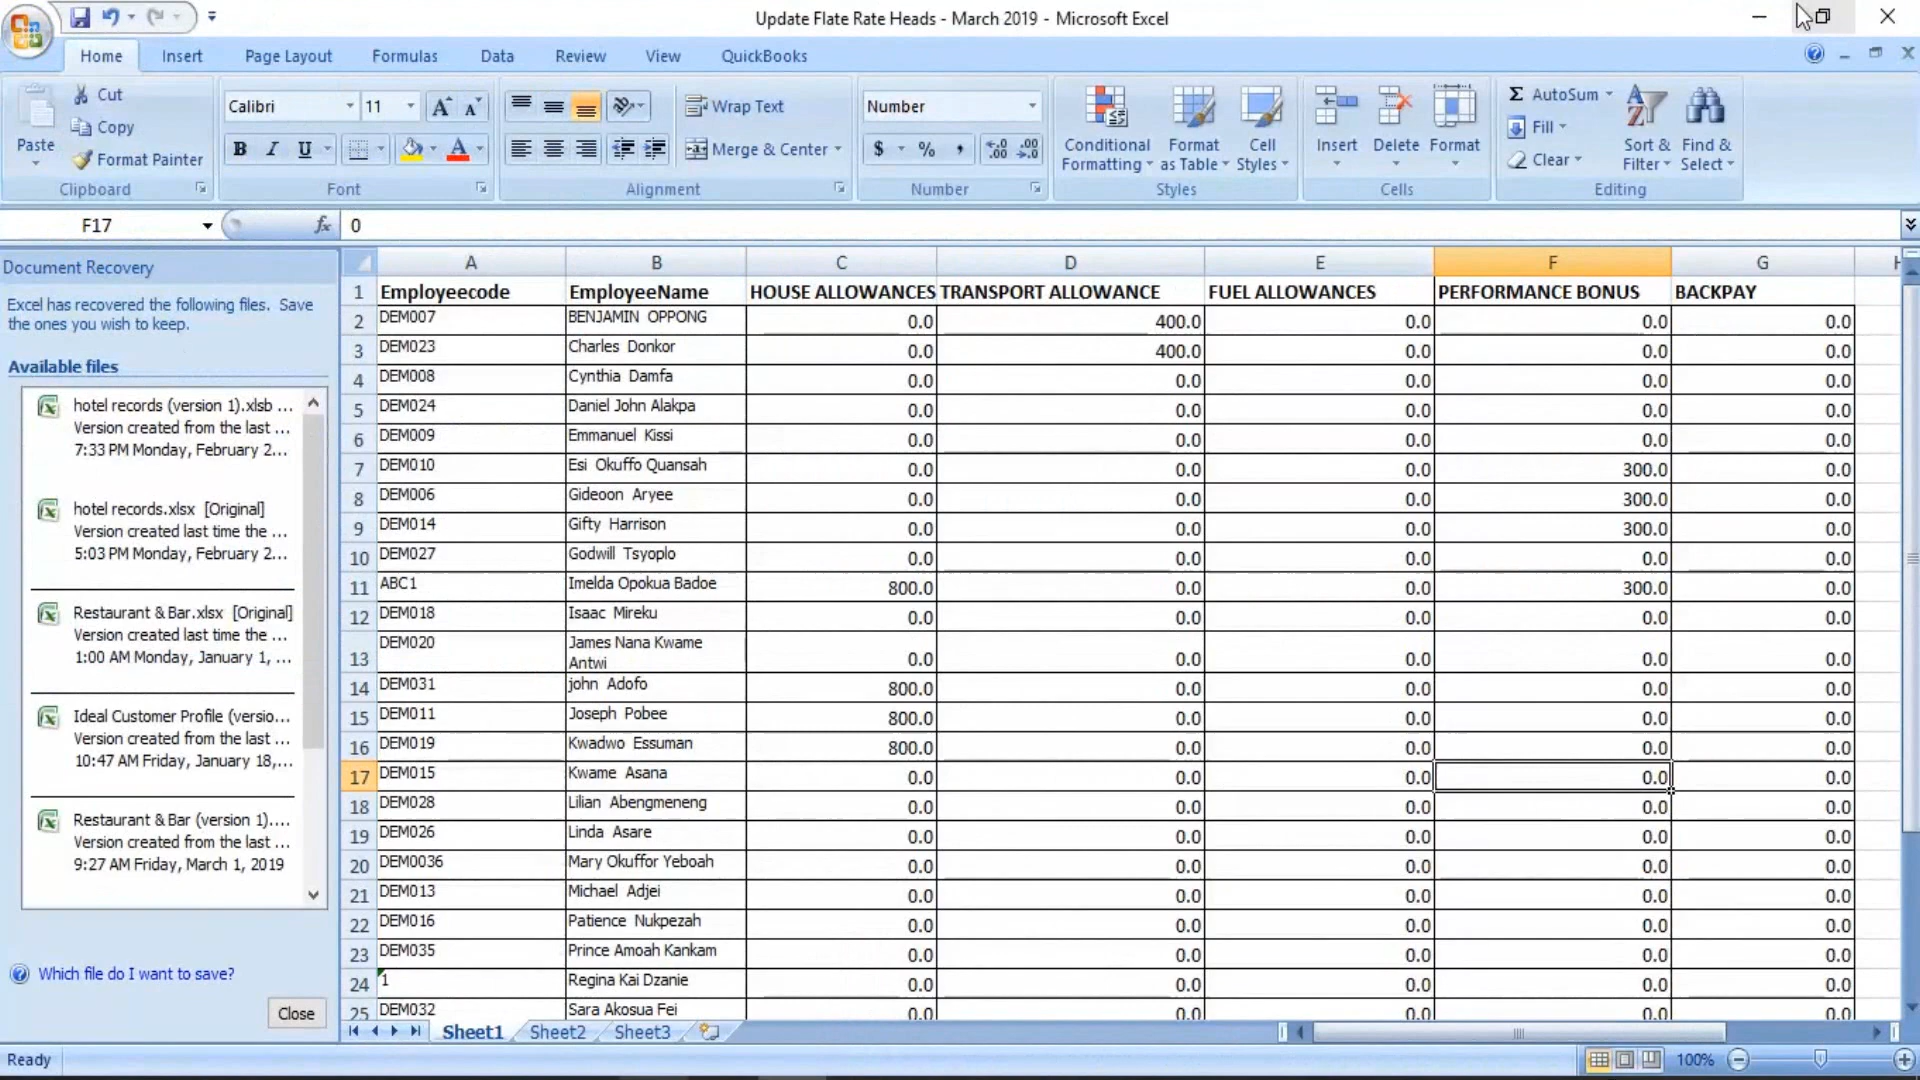 Update Flate Rate Heads - March 2019 - Microsoft Excel
Home Insert Page Layout Formulas Data Review View QuickBooks
Paste
Cut
Copy
Format Painter
Clipboard
Calibri 11
B I U
Font
Wrap Text
Merge & Center
Alignment
Number
$ % ,
Number
Conditional Formatting
Format as Table
Cell Styles
Styles
Insert Delete Format
Cells
AutoSum
Fill
Clear
Sort & Filter
Find & Select
Editing
F17 fx 0
Document Recovery
Excel has recovered the following files. Save
the ones you wish to keep.
Available files
hotel records (version 1).xlsb ...
Version created from the last ...
7:33 PM Monday, February 2...
hotel records.xlsx [Original]
Version created last time the ...
5:03 PM Monday, February 2...
Restaurant & Bar.xlsx [Original]
Version created last time the ...
1:00 AM Monday, January 1, ...
Ideal Customer Profile (versio...
Version created from the last ...
10:47 AM Friday, January 18,...
Restaurant & Bar (version 1)....
Version created from the last ...
9:27 AM Friday, March 1, 2019
Which file do I want to save?
Close
A B C D E F G H
1 Employeecode EmployeeName HOUSE ALLOWANCES TRANSPORT ALLOWANCE FUEL ALLOWANCES PERFORMANCE BONUS BACKPAY
2 DEM007 BENJAMIN OPPONG 0.0 400.0 0.0 0.0 0.0
3 DEM023 Charles Donkor 0.0 400.0 0.0 0.0 0.0
4 DEM008 Cynthia Damfa 0.0 0.0 0.0 0.0 0.0
5 DEM024 Daniel John Alakpa 0.0 0.0 0.0 0.0 0.0
6 DEM009 Emmanuel Kissi 0.0 0.0 0.0 0.0 0.0
7 DEM010 Esi Okuffo Quansah 0.0 0.0 0.0 300.0 0.0
8 DEM006 Gideoon Aryee 0.0 0.0 0.0 300.0 0.0
9 DEM014 Gifty Harrison 0.0 0.0 0.0 300.0 0.0
10 DEM027 Godwill Tsyoplo 0.0 0.0 0.0 0.0 0.0
11 ABC1 Imelda Opokua Badoe 800.0 0.0 0.0 300.0 0.0
12 DEM018 Isaac Mireku 0.0 0.0 0.0 0.0 0.0
13 DEM020 James Nana Kwame
Antwi 0.0 0.0 0.0 0.0 0.0
14 DEM031 john Adofo 800.0 0.0 0.0 0.0 0.0
15 DEM011 Joseph Pobee 800.0 0.0 0.0 0.0 0.0
16 DEM019 Kwadwo Essuman 800.0 0.0 0.0 0.0 0.0
17 DEM015 Kwame Asana 0.0 0.0 0.0 0.0 0.0
18 DEM028 Lilian Abengmeneng 0.0 0.0 0.0 0.0 0.0
19 DEM026 Linda Asare 0.0 0.0 0.0 0.0 0.0
20 DEM0036 Mary Okuffor Yeboah 0.0 0.0 0.0 0.0 0.0
21 DEM013 Michael Adjei 0.0 0.0 0.0 0.0 0.0
22 DEM016 Patience Nukpezah 0.0 0.0 0.0 0.0 0.0
23 DEM035 Prince Amoah Kankam 0.0 0.0 0.0 0.0 0.0
24 1 Regina Kai Dzanie 0.0 0.0 0.0 0.0 0.0
25 DEM032 Sara Akosua Fei 0.0 0.0 0.0 0.0 0.0
Sheet1 Sheet2 Sheet3
Ready 100%